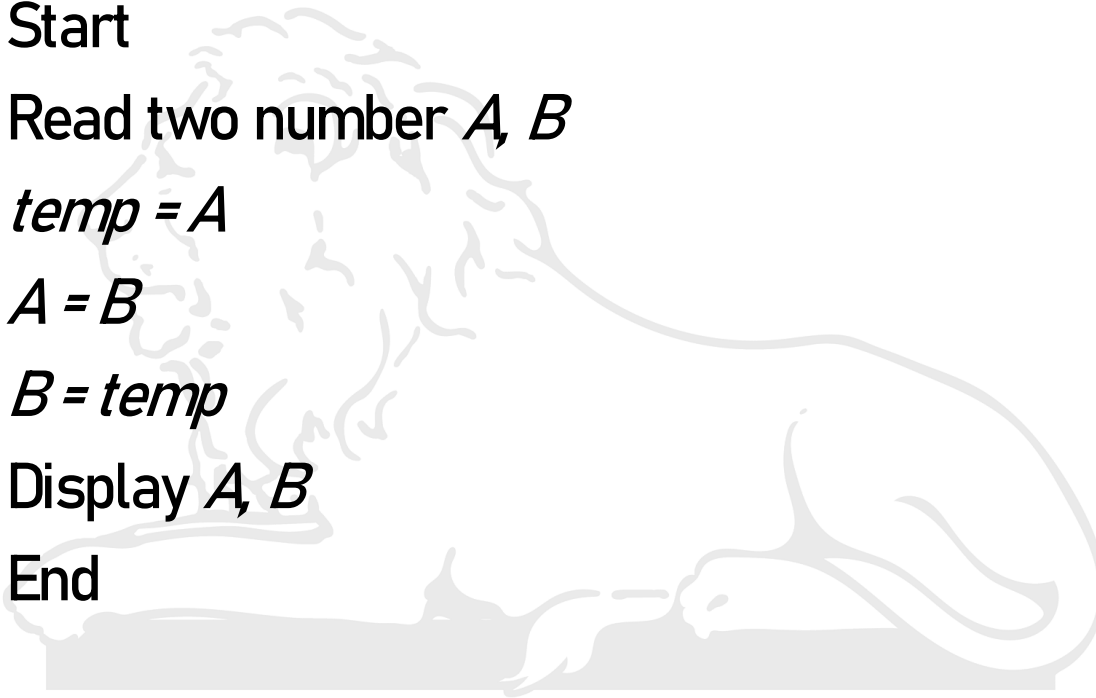 Start
Read two number A, B
temp = A
A = B
B = temp
Display A, B
End